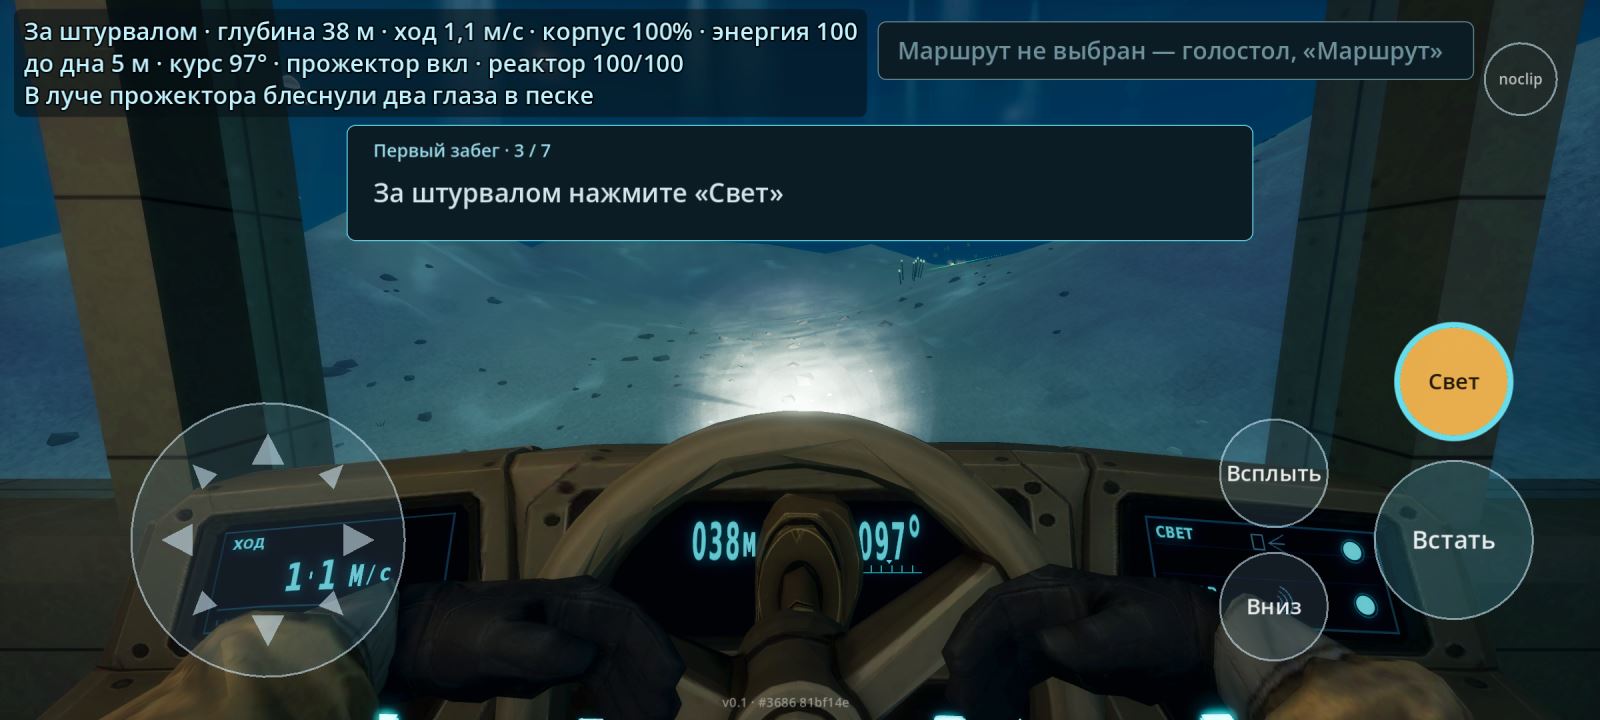 За штурвалом · глубина 38 м · ход 1,1 м/с · корпус 100% · энергия 100
до дна 5 м · курс 97° · прожектор вкл · реактор 100/100
В луче прожектора блеснули два глаза в песке
Маршрут не выбран — голостол, «Маршрут»
noclip
Первый забег · 3 / 7
За штурвалом нажмите «Свет»
Свет
Всплыть
Встать
Вниз
ХОД
1·1 М/с
038м
097°
СВЕТ
v0.1 · #3686 81bf14e